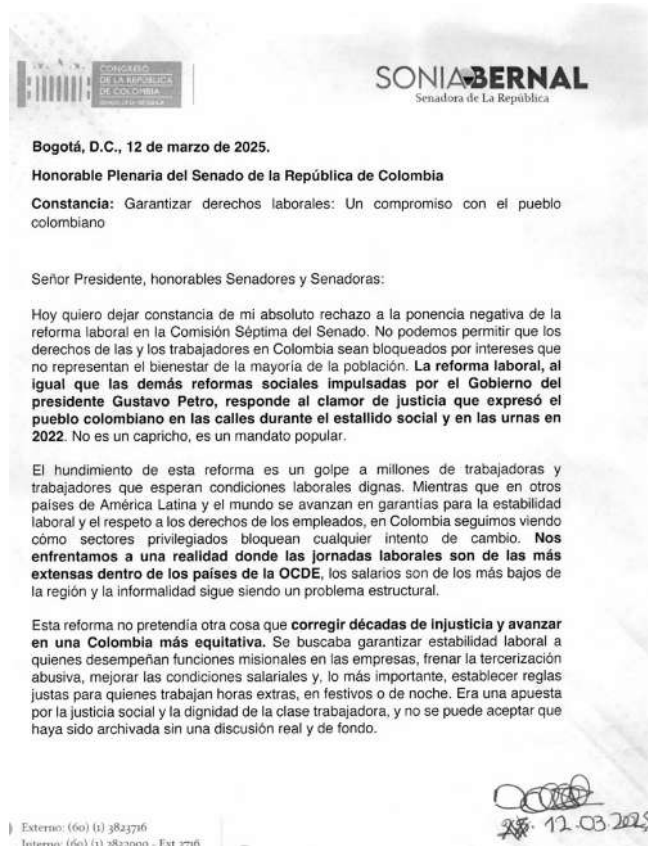 CONGRESO
DE LA REPÚBLICA
DE COLOMBIA
SONIA BERNAL
Senadora de La República
Bogotá, D.C., 12 de marzo de 2025.
Honorable Plenaria del Senado de la República de Colombia
Constancia: Garantizar derechos laborales: Un compromiso con el pueblo
colombiano
Señor Presidente, honorables Senadores y Senadoras:
Hoy quiero dejar constancia de mi absoluto rechazo a la ponencia negativa de la
reforma laboral en la Comisión Séptima del Senado. No podemos permitir que los
derechos de las y los trabajadores en Colombia sean bloqueados por intereses que
no representan el bienestar de la mayoría de la población. La reforma laboral, al
igual que las demás reformas sociales impulsadas por el Gobierno del
presidente Gustavo Petro, responde al clamor de justicia que expresó el
pueblo colombiano en las calles durante el estallido social y en las urnas en
2022. No es un capricho, es un mandato popular.
El hundimiento de esta reforma es un golpe a millones de trabajadoras y
trabajadores que esperan condiciones laborales dignas. Mientras que en otros
países de América Latina y el mundo se avanzan en garantías para la estabilidad
laboral y el respeto a los derechos de los empleados, en Colombia seguimos viendo
cómo sectores privilegiados bloquean cualquier intento de cambio. Nos
enfrentamos a una realidad donde las jornadas laborales son de las más
extensas dentro de los países de la OCDE, los salarios son de los más bajos de
la región y la informalidad sigue siendo un problema estructural.
Esta reforma no pretendía otra cosa que corregir décadas de injusticia y avanzar
en una Colombia más equitativa. Se buscaba garantizar estabilidad laboral a
quienes desempeñan funciones misionales en las empresas, frenar la tercerización
abusiva, mejorar las condiciones salariales y, lo más importante, establecer reglas
justas para quienes trabajan horas extras, en festivos o de noche. Era una apuesta
por la justicia social y la dignidad de la clase trabajadora, y no se puede aceptar que
haya sido archivada sin una discusión real y de fondo.
12.03.2025
Externo: (60) (1) 3823716
Interno: (60) (1) 3822000 - Ext 3716